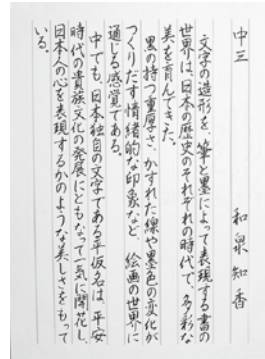 中三　和泉知香
　文字の造形を、筆と墨によって表現する書の
世界は、日本の歴史のそれぞれの時代で、多彩な
美を育んできた。
　墨の持つ重厚さ、かすれた線や墨色の変化が
つくりだす情緒的な印象など、絵画の世界に
通じる感覚である。
　中でも、日本独自の文字である平仮名は、平安
時代の貴族文化の発展にともなって一気に開花し、
日本人の心を表現するかのような美しさをもって
いる。